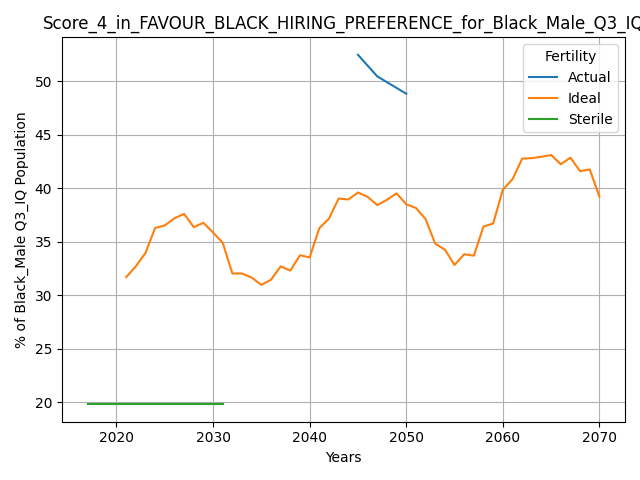 Score_4_in_FAVOUR_BLACK_HIRING_PREFERENCE_for_Black_Male_Q3_IQ
Fertility
Actual
Ideal
Sterile
% of Black_Male Q3_IQ Population
50
45
40
35
30
25
20
2020 2030 2040 2050 2060 2070
Years